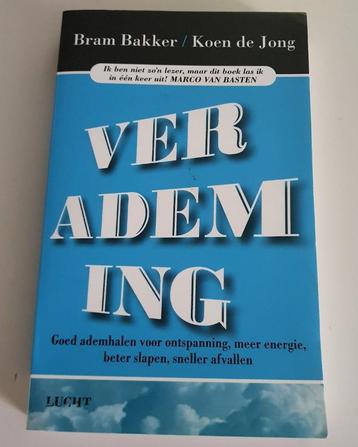 Bram Bakker / Koen de Jong
Ik ben niet zo'n lezer, maar dit boek las ik
in één keer uit! MARCO VAN BASTEN
VER
ADEM
ING
Goed ademhalen voor ontspanning, meer energie,
beter slapen, sneller afvallen
LUCHT